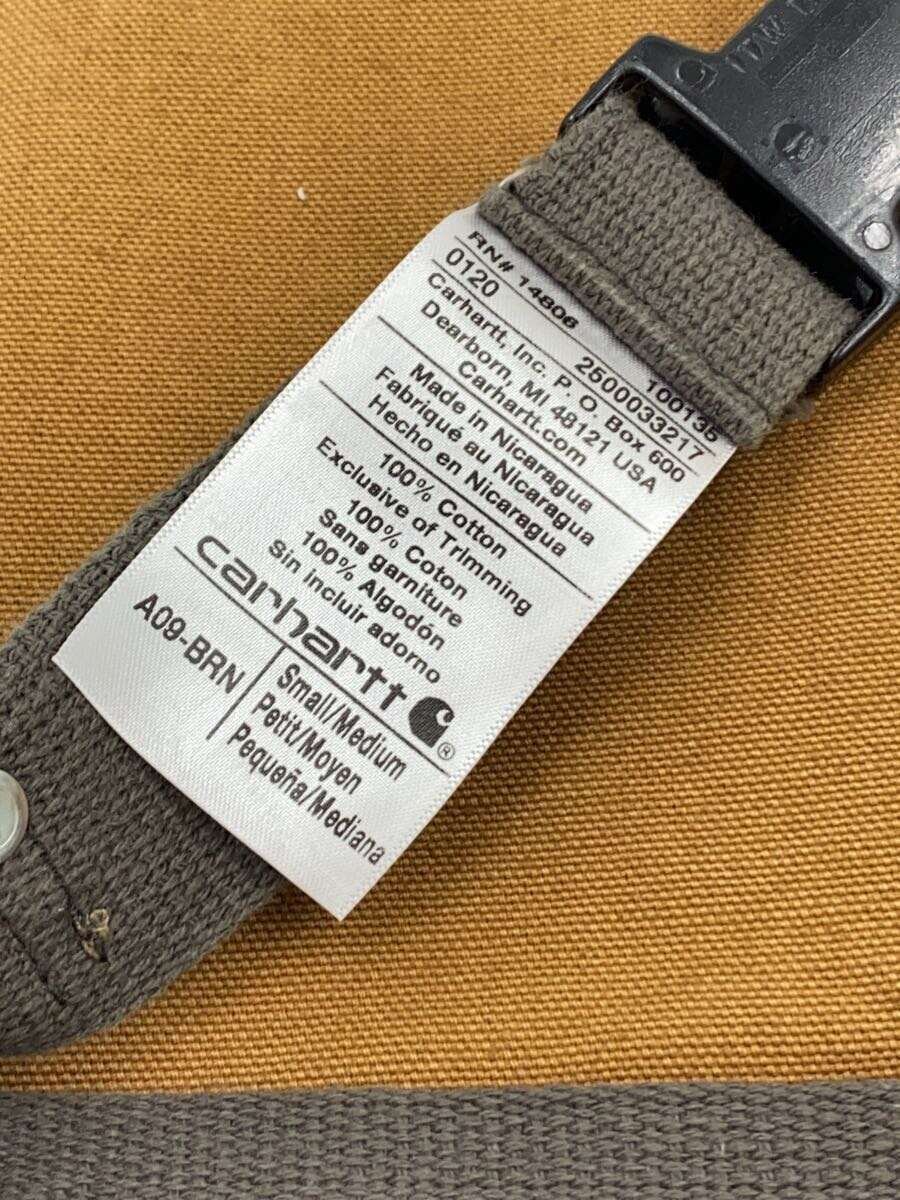 RN# 14806 100135
0120 2500033217
Carhartt, Inc. P. O. Box 600
Dearborn, MI 48121 USA
Carhartt.com
Made in Nicaragua
Fabriqué au Nicaragua
Hecho en Nicaragua
100% Cotton
Exclusive of Trimming
100% Coton
Sans garniture
100% Algodón
Sin incluir adorno
carhartt ®
A09-BRN
Small/Medium
Petit/Moyen
Pequeña/Mediana